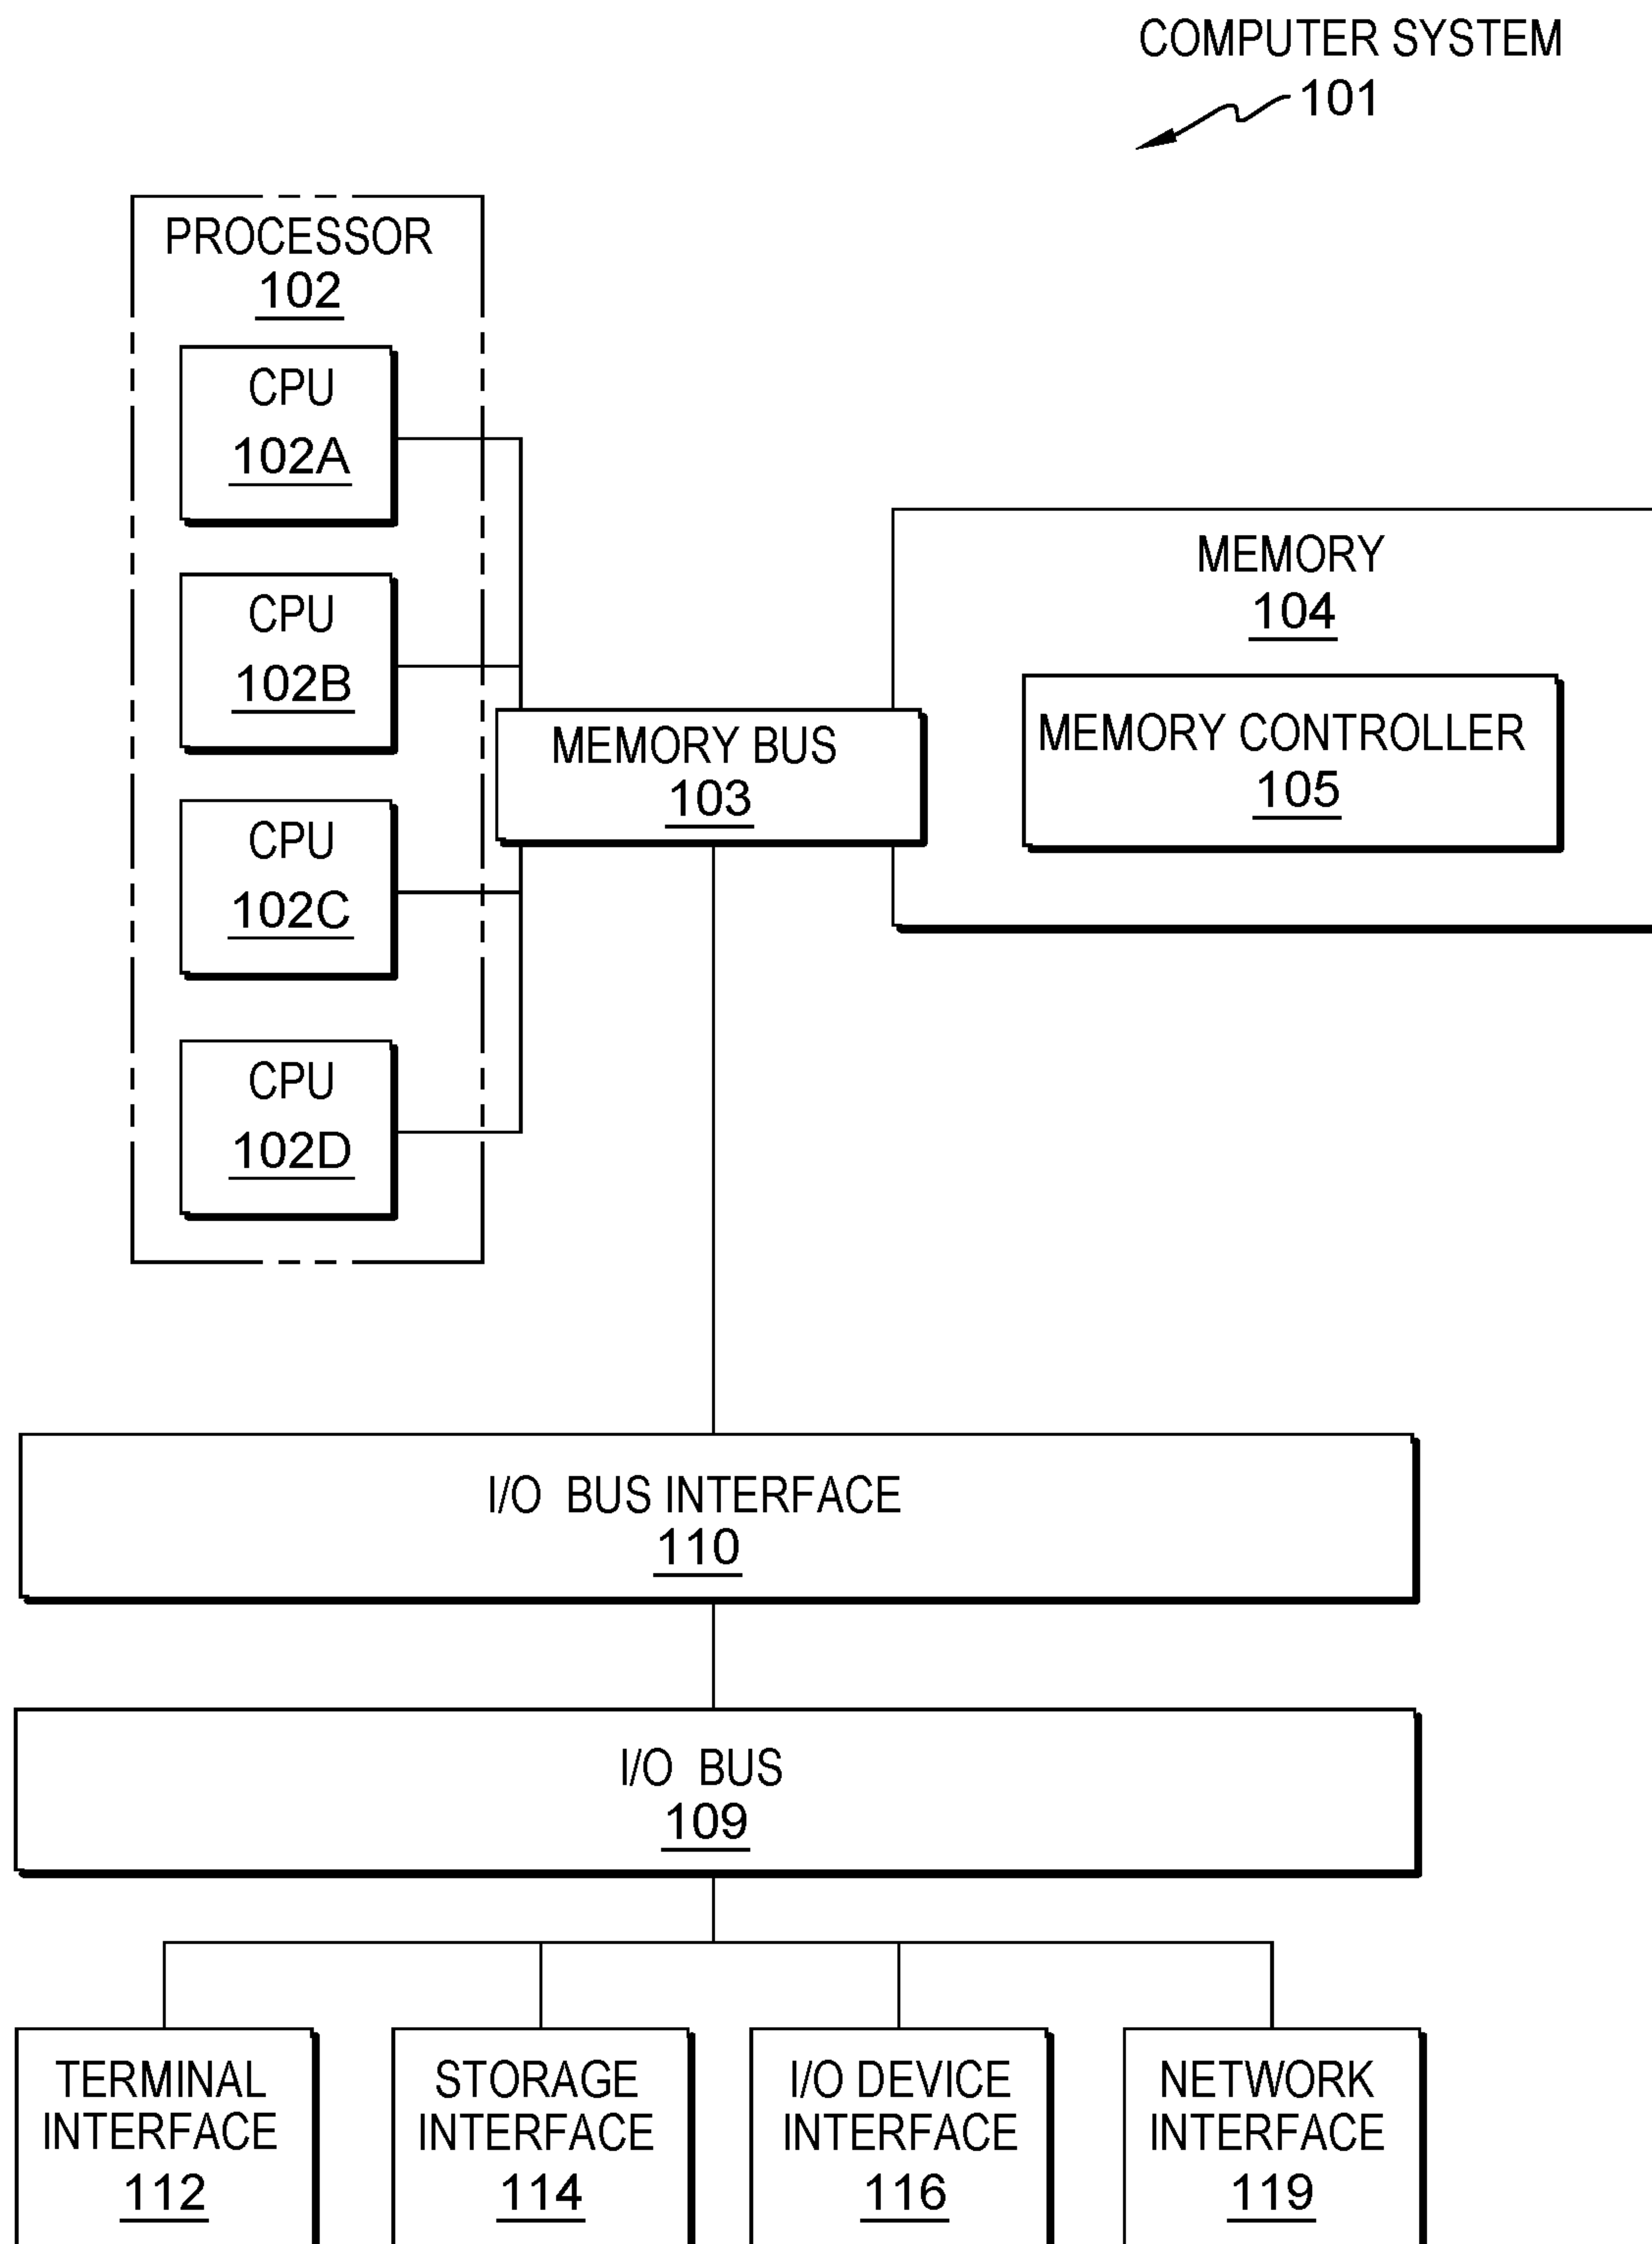 COMPUTER SYSTEM
101
PROCESSOR
102
CPU
102A
CPU
102B
CPU
102C
CPU
102D
MEMORY BUS
103
MEMORY
104
MEMORY CONTROLLER
105
I/O BUS INTERFACE
110
I/O BUS
109
TERMINAL
INTERFACE
112
STORAGE
INTERFACE
114
I/O DEVICE
INTERFACE
116
NETWORK
INTERFACE
119